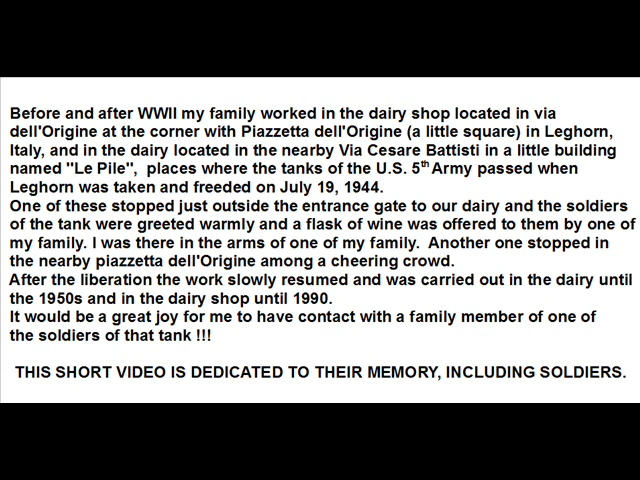 Before and after WWII my family worked in the dairy shop located in via
dell'Origine at the corner with Piazzetta dell'Origine (a little square) in Leghorn,
Italy, and in the dairy located in the nearby Via Cesare Battisti in a little building
named "Le Pile",  places where the tanks of the U.S. 5th Army passed when
Leghorn was taken and freeded on July 19, 1944.
One of these stopped just outside the entrance gate to our dairy and the soldiers
of the tank were greeted warmly and a flask of wine was offered to them by one of
my family. I was there in the arms of one of my family.  Another one stopped in
the nearby piazzetta dell'Origine among a cheering crowd.
After the liberation the work slowly resumed and was carried out in the dairy until
the 1950s and in the dairy shop until 1990.
It would be a great joy for me to have contact with a family member of one of
the soldiers of that tank !!!
THIS SHORT VIDEO IS DEDICATED TO THEIR MEMORY, INCLUDING SOLDIERS.